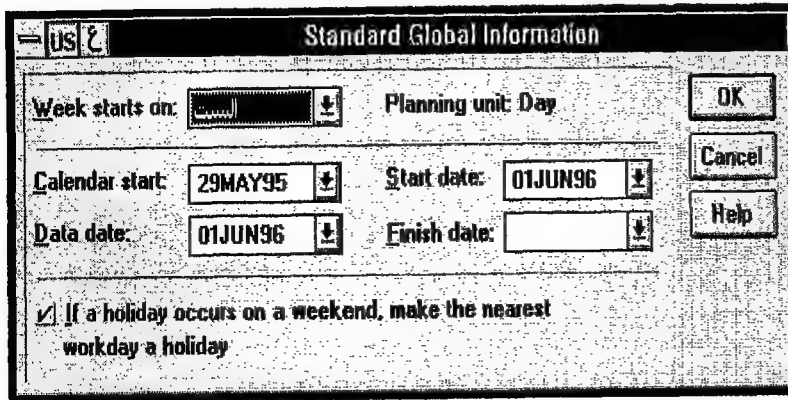 US ع Standard Global Information
Week starts on: Planning unit: Day OK
Cancel
Calendar start: 29MAY95 Start date: 01JUN96
Data date: 01JUN96 Finish date: Help
If a holiday occurs on a weekend, make the nearest
workday a holiday